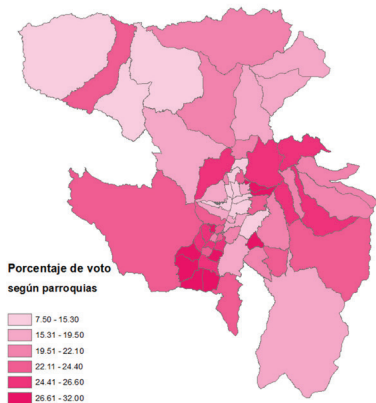 Porcentaje de voto
según parroquias
7.50 - 15.30
15.31 - 19.50
19.51 - 22.10
22.11 - 24.40
24.41 - 26.60
26.61 - 32.00